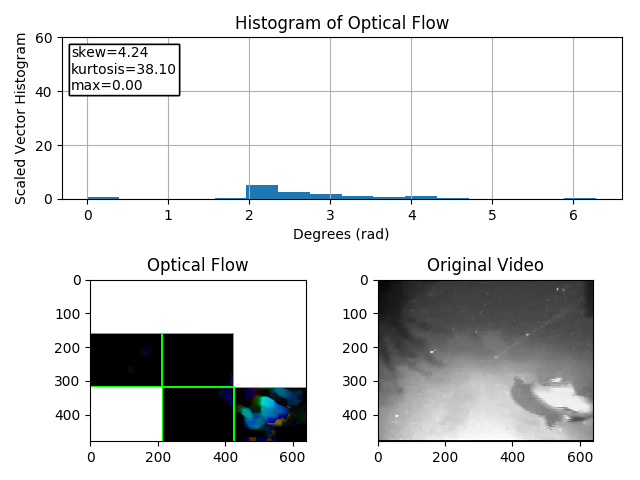 Histogram of Optical Flow
Scaled Vector Histogram
60
40
20
0
skew=4.24
kurtosis=38.10
max=0.00
0 1 2 3 4 5 6
Degrees (rad)
Optical Flow
0
100
200
300
400
0 200 400 600
Original Video
0
100
200
300
400
0 200 400 600